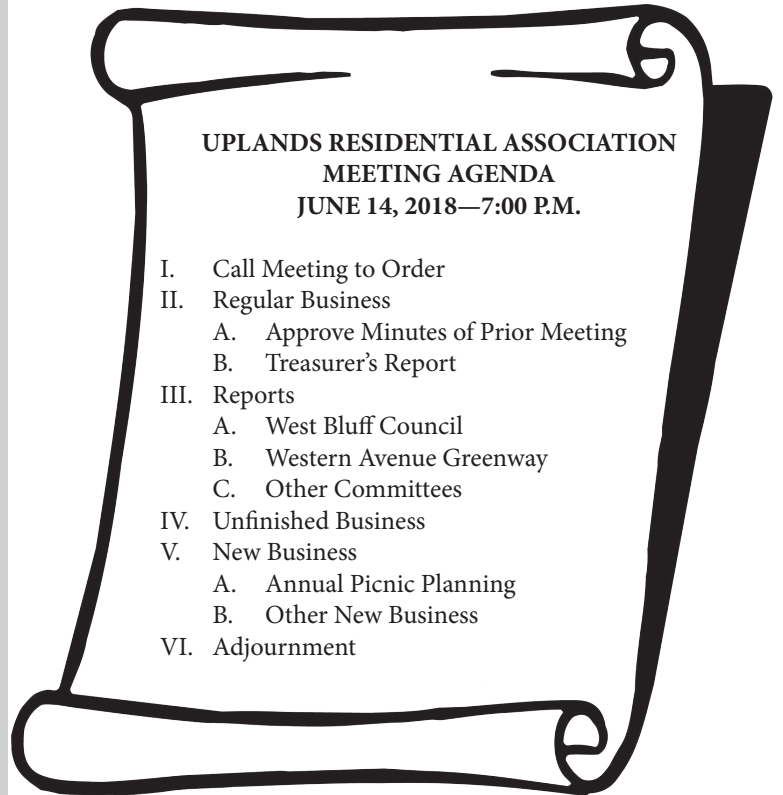 UPLANDS RESIDENTIAL ASSOCIATION
MEETING AGENDA
JUNE 14, 2018—7:00 P.M.
I. Call Meeting to Order
II. Regular Business
A. Approve Minutes of Prior Meeting
B. Treasurer’s Report
III. Reports
A. West Bluff Council
B. Western Avenue Greenway
C. Other Committees
IV. Unfinished Business
V. New Business
A. Annual Picnic Planning
B. Other New Business
VI. Adjournment